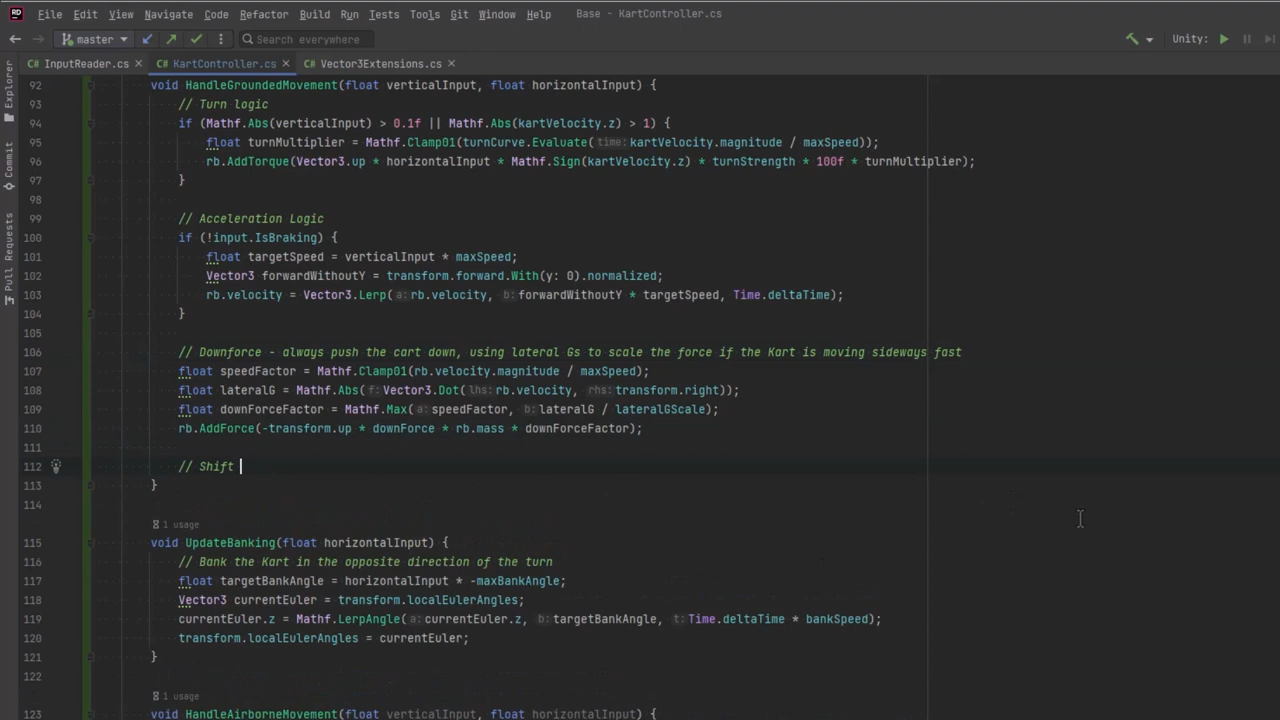 File Edit View Navigate Code Refactor Build Run Tests Tools Git Window Help Base - KartController.cs
master Search everywhere Unity:
InputReader.cs KartController.cs Vector3Extensions.cs
Explorer
Commit
Pull Requests
92 void HandleGroundedMovement(float verticalInput, float horizontalInput) {
93 // Turn logic
94 if (Mathf.Abs(verticalInput) > 0.1f || Mathf.Abs(kartVelocity.z) > 1) {
95 float turnMultiplier = Mathf.Clamp01(turnCurve.Evaluate(time:kartVelocity.magnitude / maxSpeed));
96 rb.AddTorque(Vector3.up * horizontalInput * Mathf.Sign(kartVelocity.z) * turnStrength * 100f * turnMultiplier);
97 }
98
99 // Acceleration Logic
100 if (!input.IsBraking) {
101 float targetSpeed = verticalInput * maxSpeed;
102 Vector3 forwardWithoutY = transform.forward.With(y: 0).normalized;
103 rb.velocity = Vector3.Lerp(a:rb.velocity, b:forwardWithoutY * targetSpeed, Time.deltaTime);
104 }
105
106 // Downforce - always push the cart down, using lateral Gs to scale the force if the Kart is moving sideways fast
107 float speedFactor = Mathf.Clamp01(rb.velocity.magnitude / maxSpeed);
108 float lateralG = Mathf.Abs(f:Vector3.Dot(lhs:rb.velocity, rhs:transform.right));
109 float downForceFactor = Mathf.Max(a:speedFactor, b:lateralG / lateralGScale);
110 rb.AddForce(-transform.up * downForce * rb.mass * downForceFactor);
111
112 // Shift
113 }
114
1 usage
115 void UpdateBanking(float horizontalInput) {
116 // Bank the Kart in the opposite direction of the turn
117 float targetBankAngle = horizontalInput * -maxBankAngle;
118 Vector3 currentEuler = transform.localEulerAngles;
119 currentEuler.z = Mathf.LerpAngle(a:currentEuler.z, b:targetBankAngle, t:Time.deltaTime * bankSpeed);
120 transform.localEulerAngles = currentEuler;
121 }
122
1 usage
123 void HandleAirborneMovement(float verticalInput, float horizontalInput) {